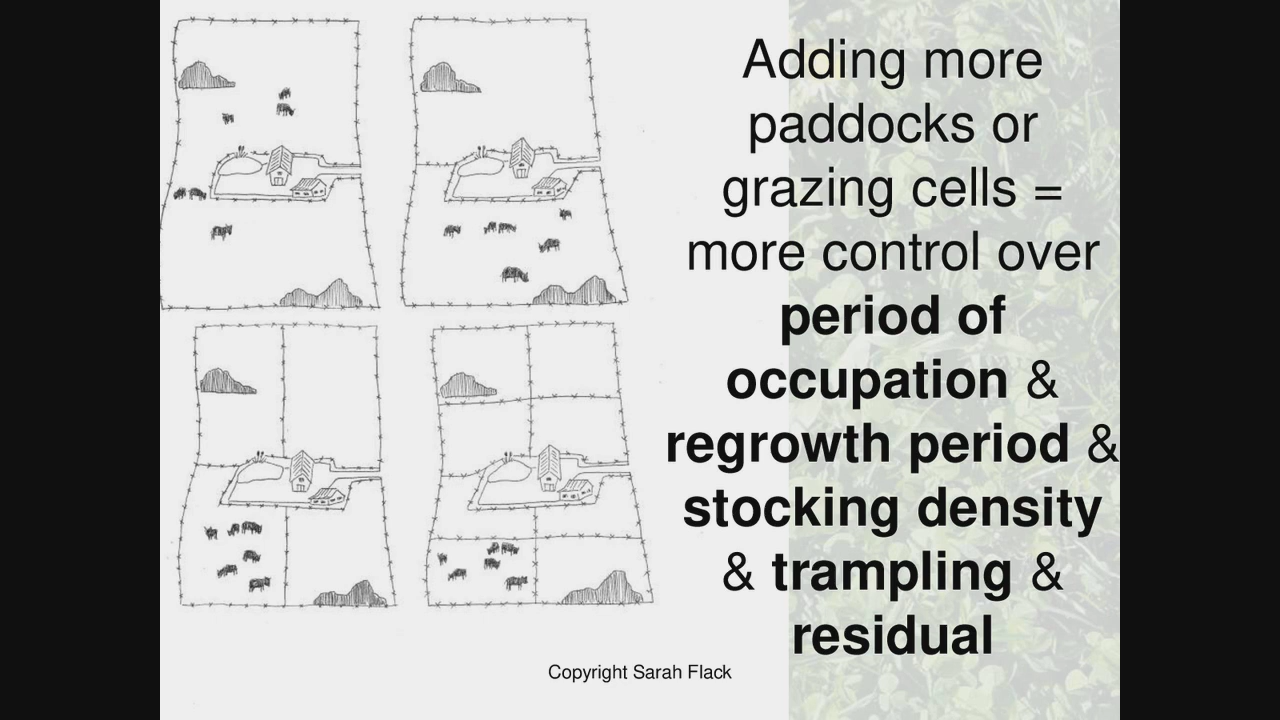 Adding more
paddocks or
grazing cells =
more control over
period of
occupation &
regrowth period &
stocking density
& trampling &
residual
Copyright Sarah Flack